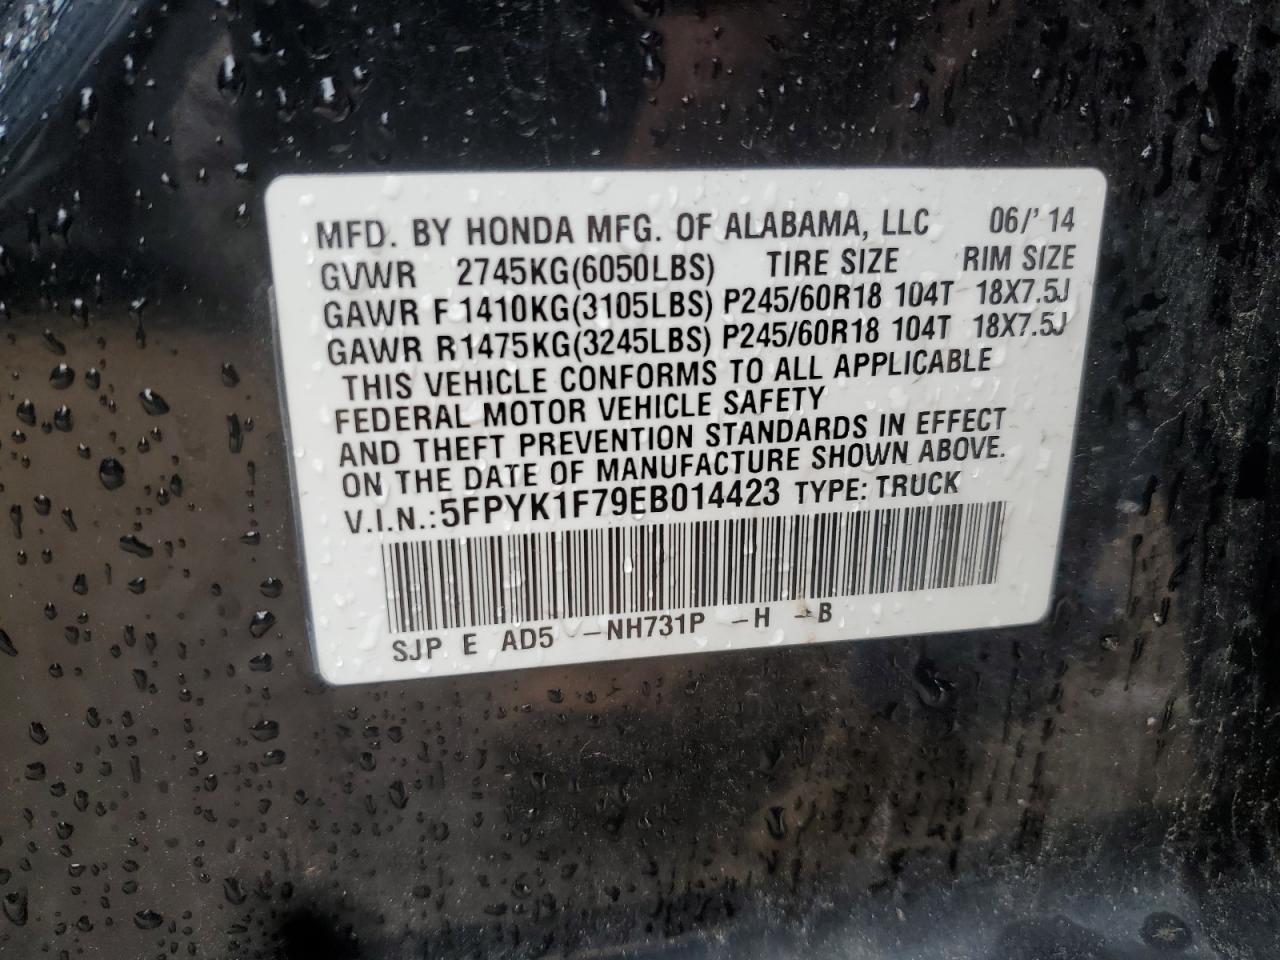 MFD. BY HONDA MFG. OF ALABAMA, LLC 06/'14
GVWR 2745KG(6050LBS) TIRE SIZE RIM SIZE
GAWR F1410KG(3105LBS) P245/60R18 104T 18X7.5J
GAWR R1475KG(3245LBS) P245/60R18 104T 18X7.5J
THIS VEHICLE CONFORMS TO ALL APPLICABLE
FEDERAL MOTOR VEHICLE SAFETY
AND THEFT PREVENTION STANDARDS IN EFFECT
ON THE DATE OF MANUFACTURE SHOWN ABOVE.
V.I.N.:5FPYK1F79EB014423 TYPE: TRUCK
SJP E AD5 -NH731P -H -B